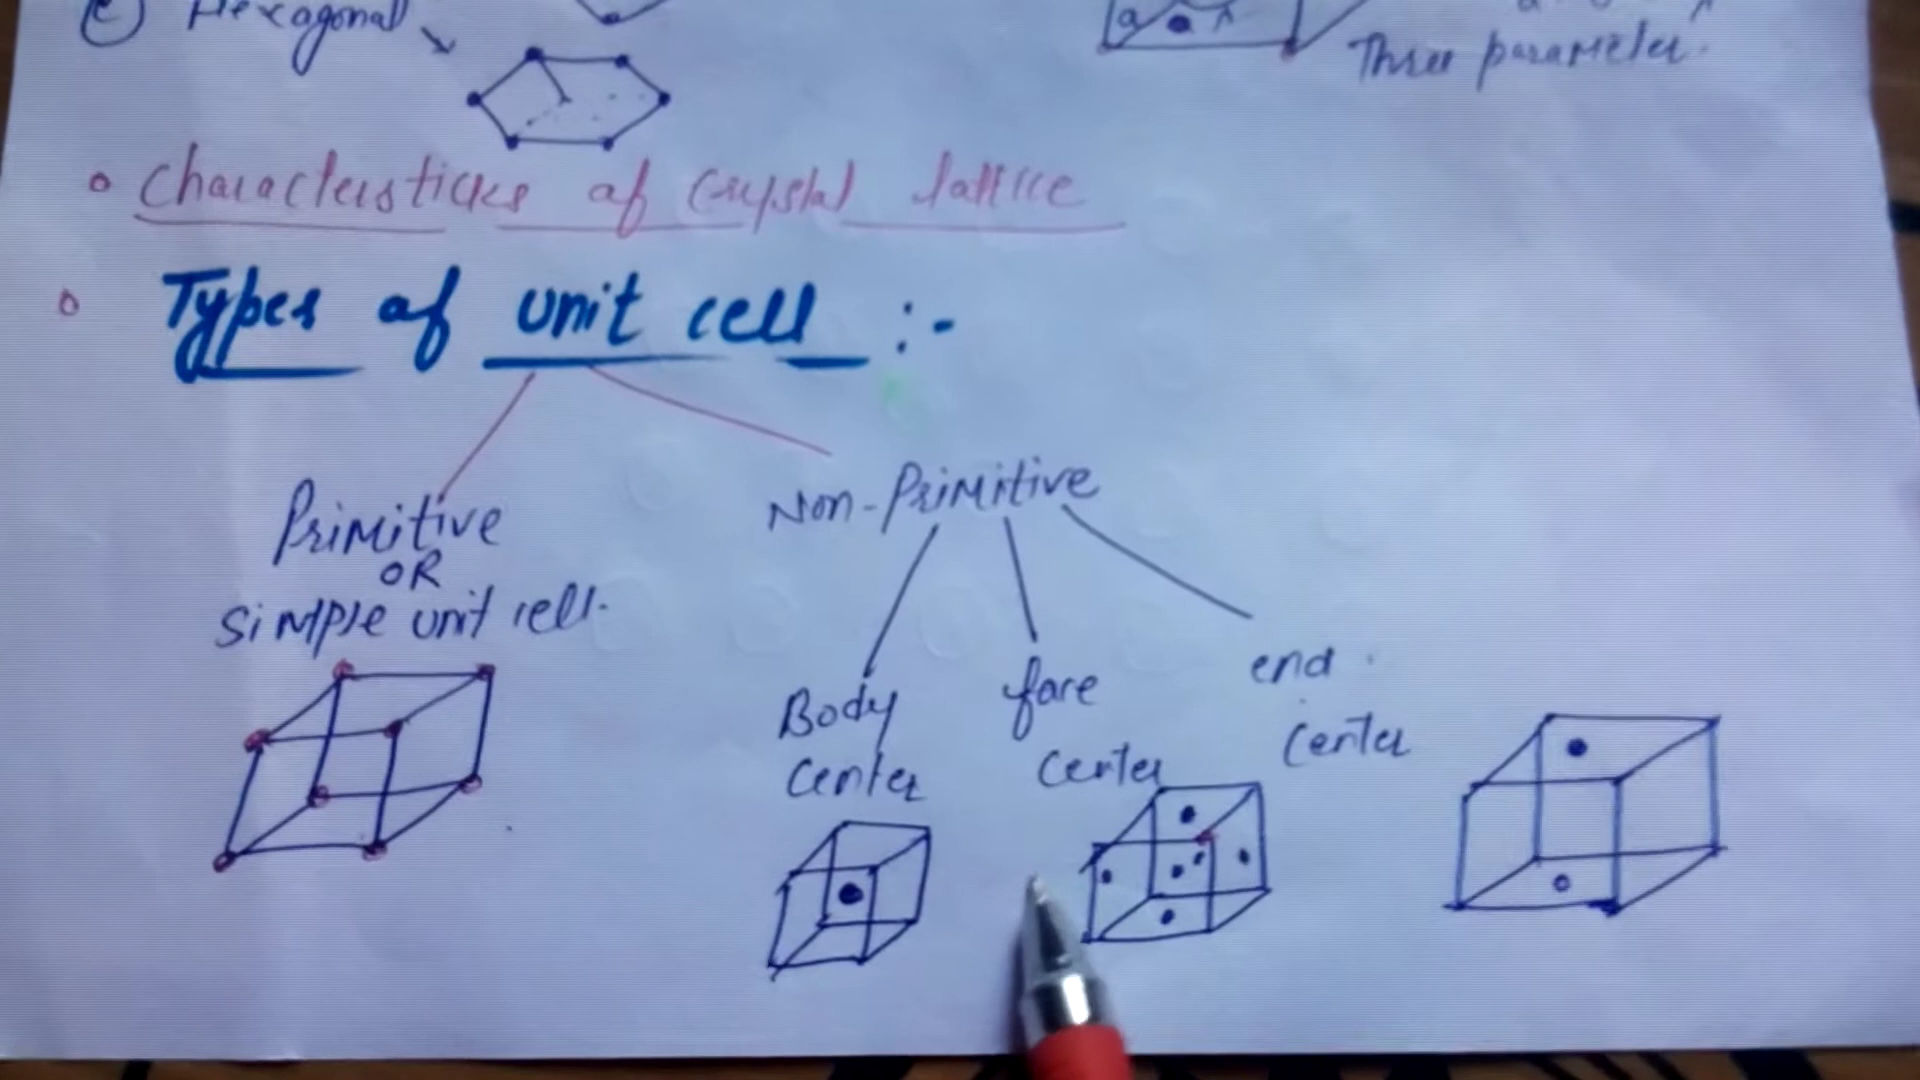 Hexagonal
a
Three parameter.
Characteristicks of Crystal lattice
Types of unit cell :-
Primitive
OR
Simple unit cell.
Non-Primitive
Body
Center
face
Center
end
Center